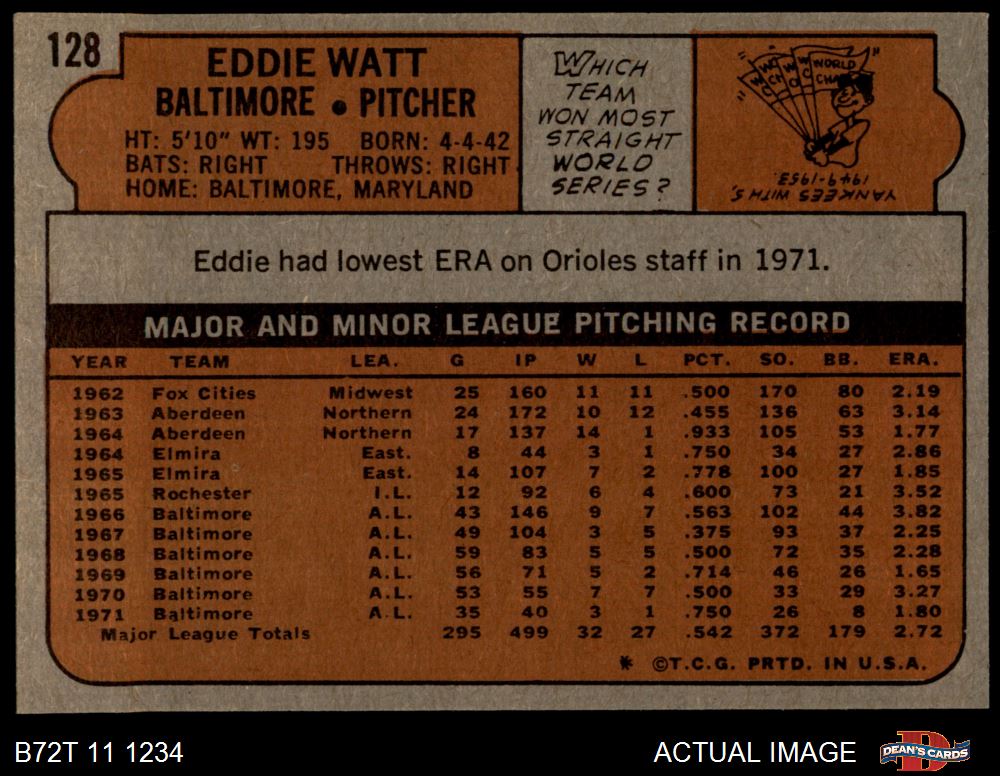 128
EDDIE WATT
BALTIMORE • PITCHER
HT: 5'10" WT: 195 BORN: 4-4-42
BATS: RIGHT THROWS: RIGHT
HOME: BALTIMORE, MARYLAND
WHICH
TEAM
WON MOST
STRAIGHT
WORLD
SERIES?
WORLD
CHA
YANKEES WITH 5,
1949-1953.
Eddie had lowest ERA on Orioles staff in 1971.
MAJOR AND MINOR LEAGUE PITCHING RECORD
YEAR TEAM LEA. G IP W L PCT. SO. BB. ERA.
1962 Fox Cities Midwest 25 160 11 11 .500 170 80 2.19
1963 Aberdeen Northern 24 172 10 12 .455 136 63 3.14
1964 Aberdeen Northern 17 137 14 1 .933 105 53 1.77
1964 Elmira East. 8 44 3 1 .750 34 27 2.86
1965 Elmira East. 14 107 7 2 .778 100 27 1.85
1965 Rochester I.L. 12 92 6 4 .600 73 21 3.52
1966 Baltimore A.L. 43 146 9 7 .563 102 44 3.82
1967 Baltimore A.L. 49 104 3 5 .375 93 37 2.25
1968 Baltimore A.L. 59 83 5 5 .500 72 35 2.28
1969 Baltimore A.L. 56 71 5 2 .714 46 26 1.65
1970 Baltimore A.L. 53 55 7 7 .500 33 29 3.27
1971 Baltimore A.L. 35 40 3 1 .750 26 8 1.80
Major League Totals 295 499 32 27 .542 372 179 2.72
* ©T.C.G. PRTD. IN U.S.A.
B72T 11 1234
ACTUAL IMAGE
DEAN'S CARDS